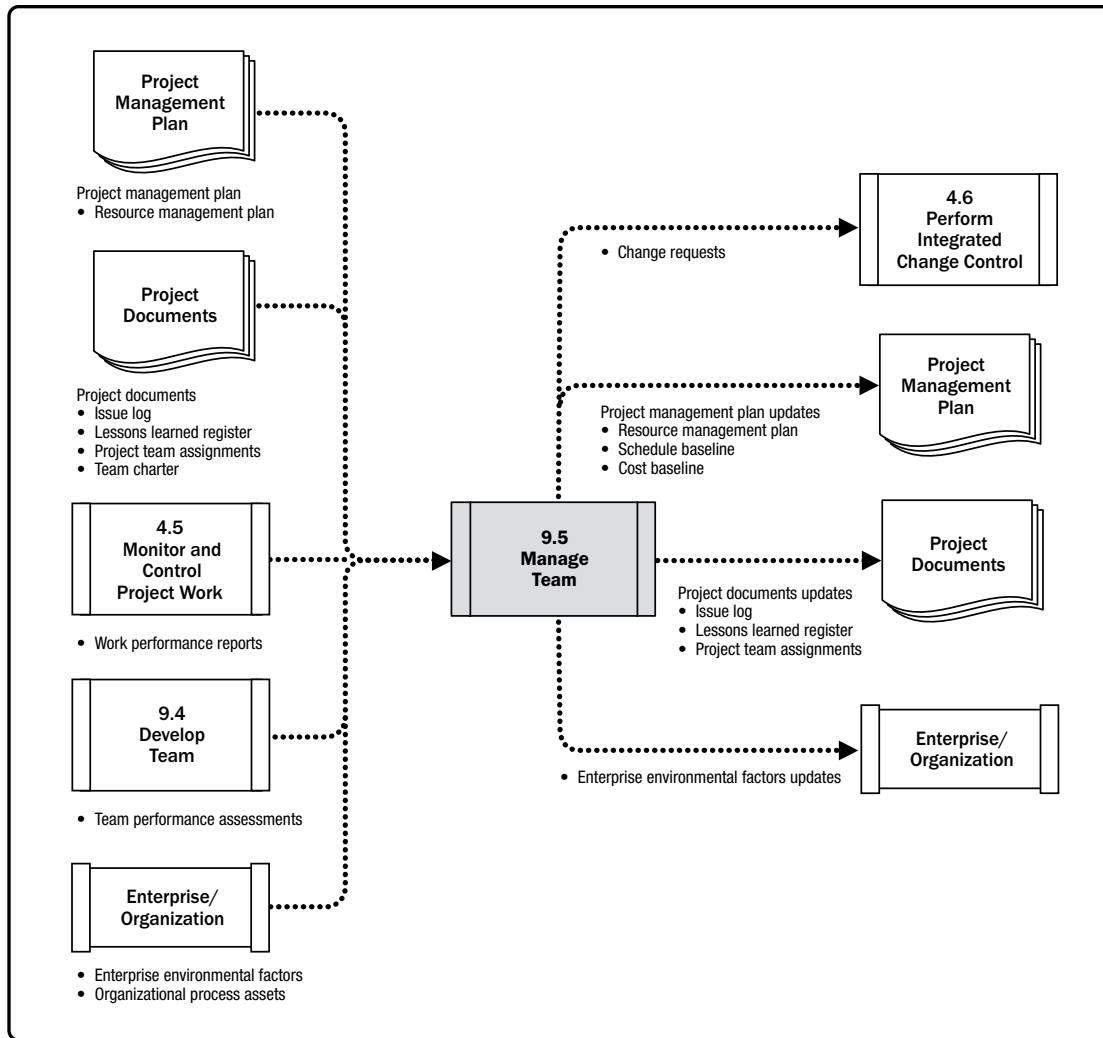 Project
Management
Plan
Project management plan
• Resource management plan
Project
Documents
Project documents
• Issue log
• Lessons learned register
• Project team assignments
• Team charter
4.5
Monitor and
Control
Project Work
• Work performance reports
9.4
Develop
Team
• Team performance assessments
Enterprise/
Organization
• Enterprise environmental factors
• Organizational process assets
9.5
Manage
Team
4.6
Perform
Integrated
Change Control
• Change requests
Project
Management
Plan
Project management plan updates
• Resource management plan
• Schedule baseline
• Cost baseline
Project
Documents
Project documents updates
• Issue log
• Lessons learned register
• Project team assignments
Enterprise/
Organization
• Enterprise environmental factors updates